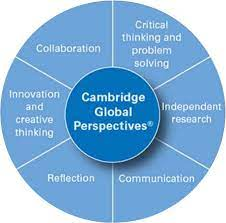 Critical
thinking and
problem
solving
Collaboration
Innovation
and
creative
thinking
Cambridge
Global
Perspectives®
Independent
research
Reflection
Communication